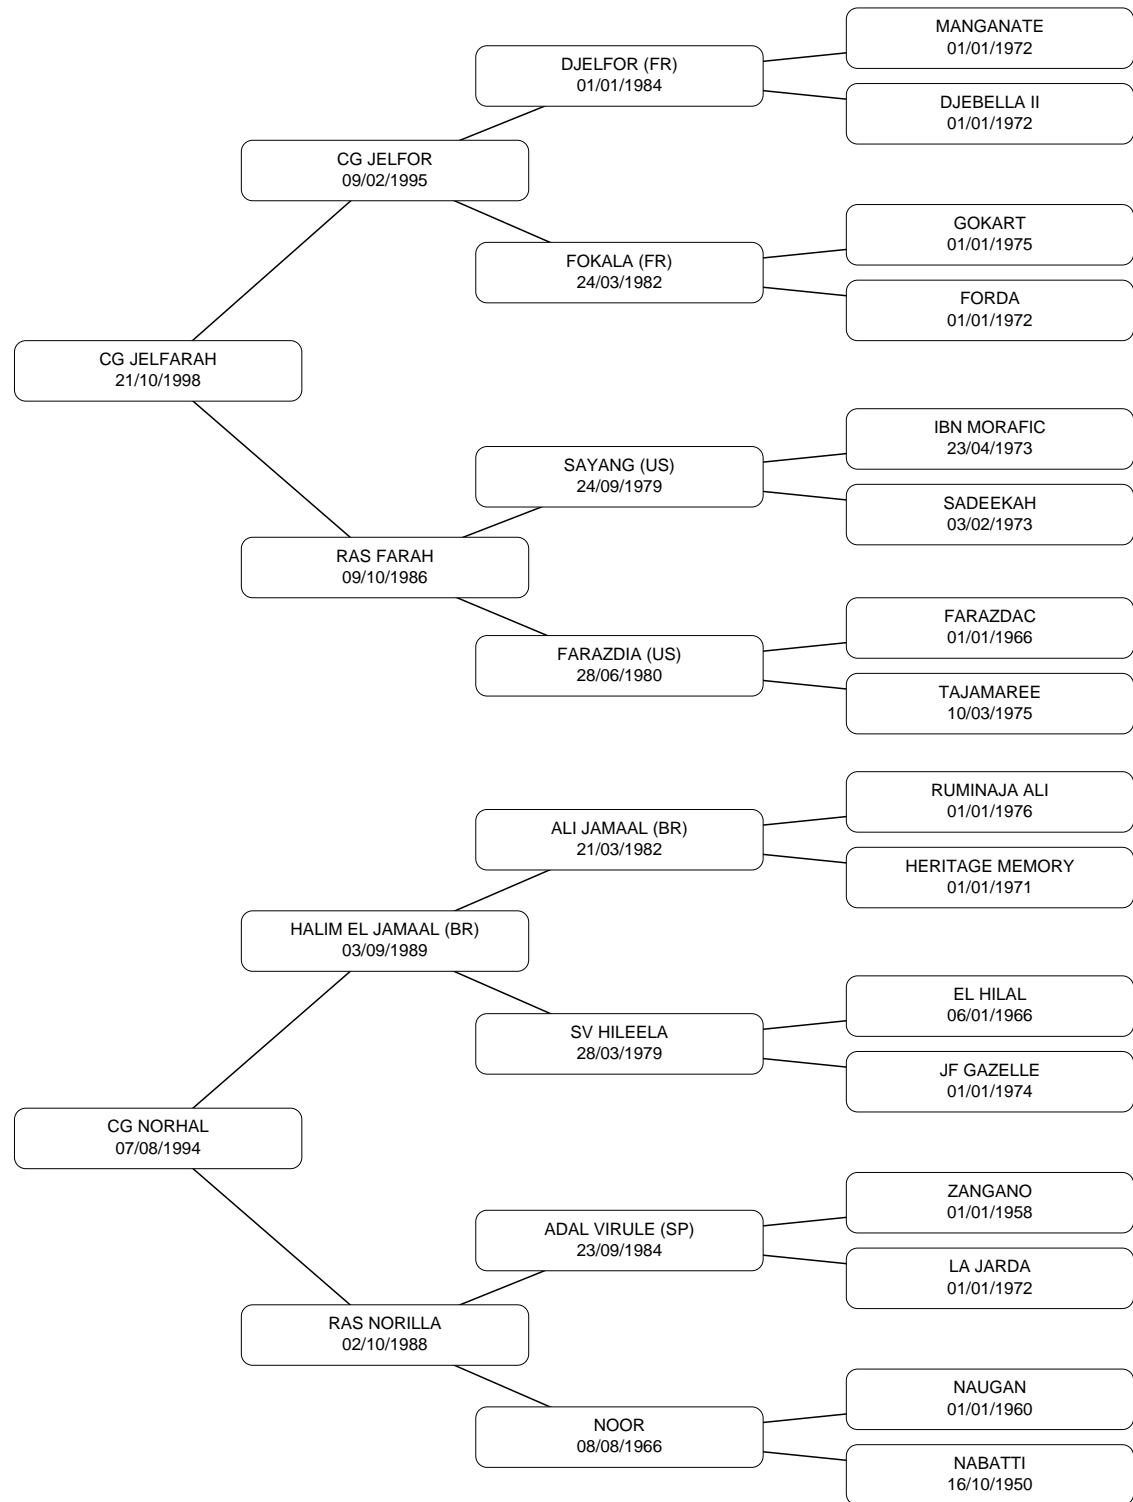 MANGANATE
01/01/1972
DJELFOR (FR)
01/01/1984
DJEBELLA II
01/01/1972
CG JELFOR
09/02/1995
GOKART
01/01/1975
FOKALA (FR)
24/03/1982
FORDA
01/01/1972
CG JELFARAH
21/10/1998
IBN MORAFIC
23/04/1973
SAYANG (US)
24/09/1979
SADEEKAH
03/02/1973
RAS FARAH
09/10/1986
FARAZDAC
01/01/1966
FARAZDIA (US)
28/06/1980
TAJAMAREE
10/03/1975
RUMINAJA ALI
01/01/1976
ALI JAMAAL (BR)
21/03/1982
HERITAGE MEMORY
01/01/1971
HALIM EL JAMAAL (BR)
03/09/1989
EL HILAL
06/01/1966
SV HILEELA
28/03/1979
JF GAZELLE
01/01/1974
CG NORHAL
07/08/1994
ZANGANO
01/01/1958
ADAL VIRULE (SP)
23/09/1984
LA JARDA
01/01/1972
RAS NORILLA
02/10/1988
NAUGAN
01/01/1960
NOOR
08/08/1966
NABATTI
16/10/1950